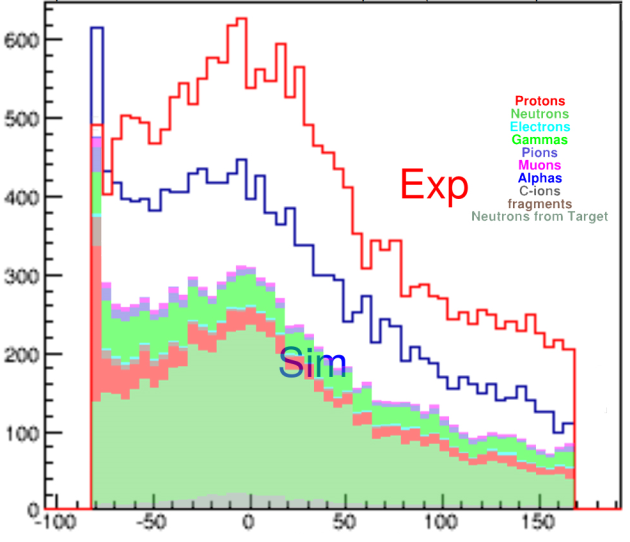 600
500
400
300
200
100
0
Exp
Sim
Protons
Neutrons
Electrons
Gammas
Pions
Muons
Alphas
C-ions
fragments
Neutrons from Target
-100 -50 0 50 100 150